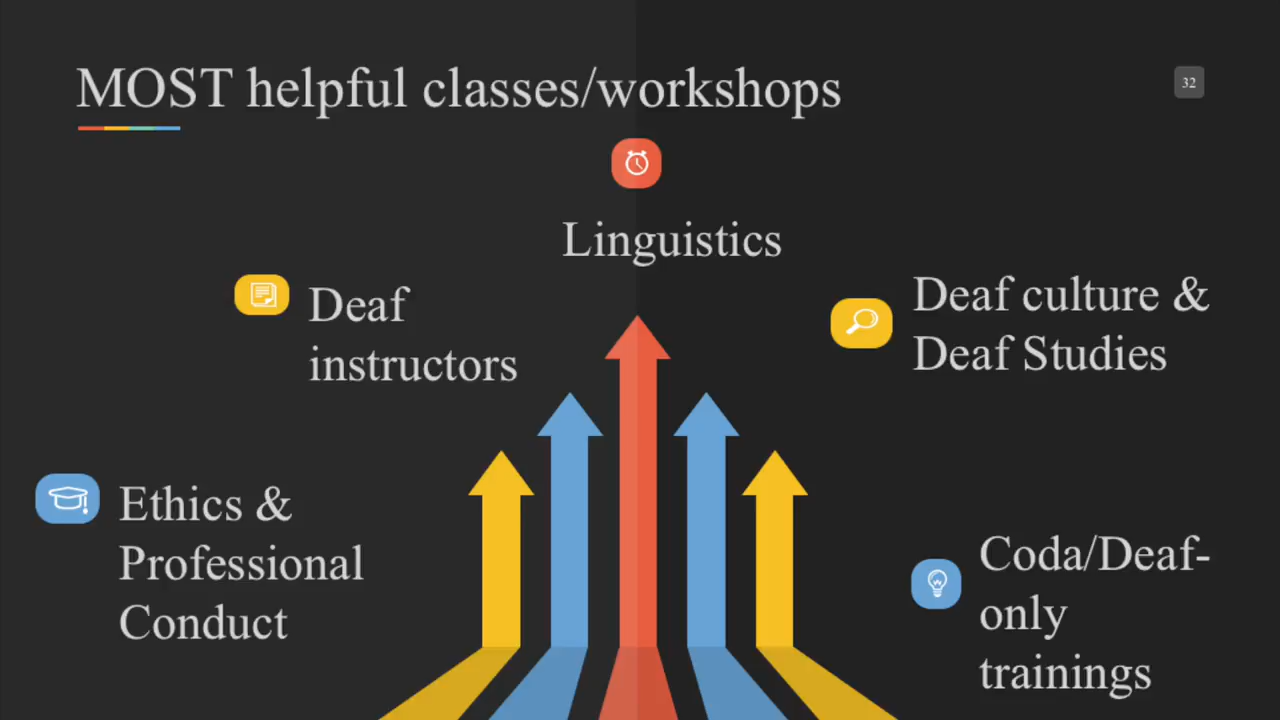 MOST helpful classes/workshops
32
Linguistics
Deaf
instructors
Deaf culture &
Deaf Studies
Ethics &
Professional
Conduct
Coda/Deaf-
only
trainings